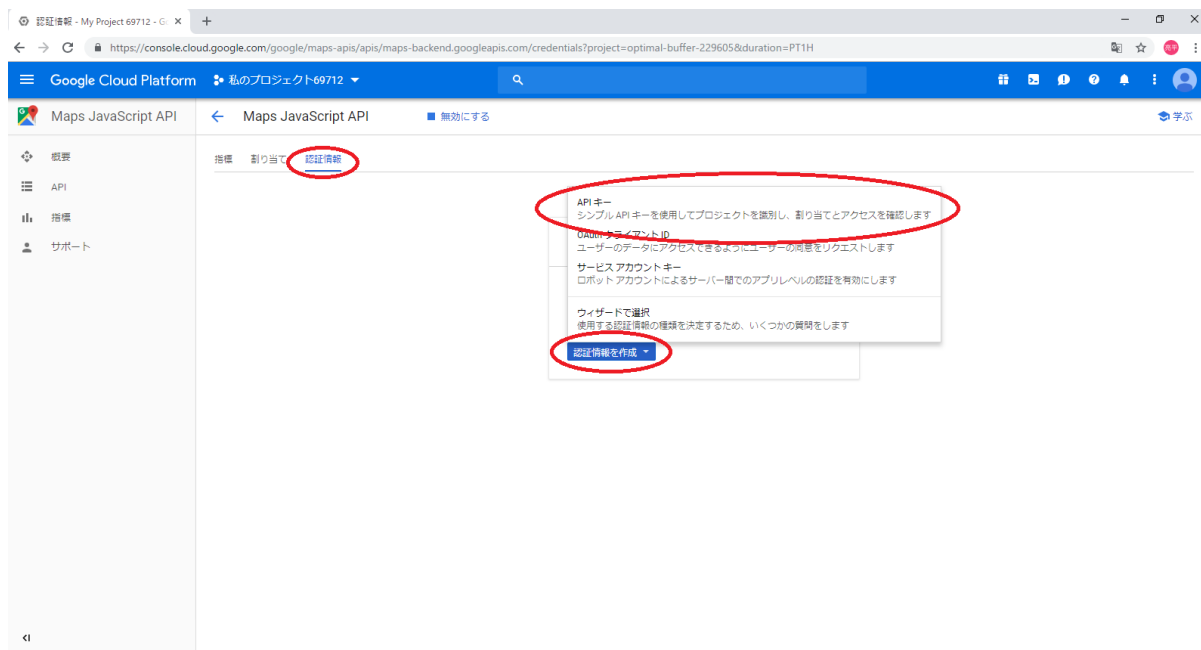 認証情報 - My Project 69712 - G
https://console.cloud.google.com/google/maps-apis/apis/maps-backend.googleapis.com/credentials?project=optimal-buffer-229605&duration=PT1H
Google Cloud Platform 私のプロジェクト69712
Maps JavaScript API
Maps JavaScript API 無効にする 学ぶ
概要
API
指標
サポート
指標 割り当て 認証情報
API キー
シンプル API キーを使用してプロジェクトを識別し、割り当てとアクセスを確認します
OAuth クライアント ID
ユーザーのデータにアクセスできるようにユーザーの同意をリクエストします
サービス アカウント キー
ロボット アカウントによるサーバー間でのアプリレベルの認証を有効にします
ウィザードで選択
使用する認証情報の種類を決定するため、いくつかの質問をします
認証情報を作成